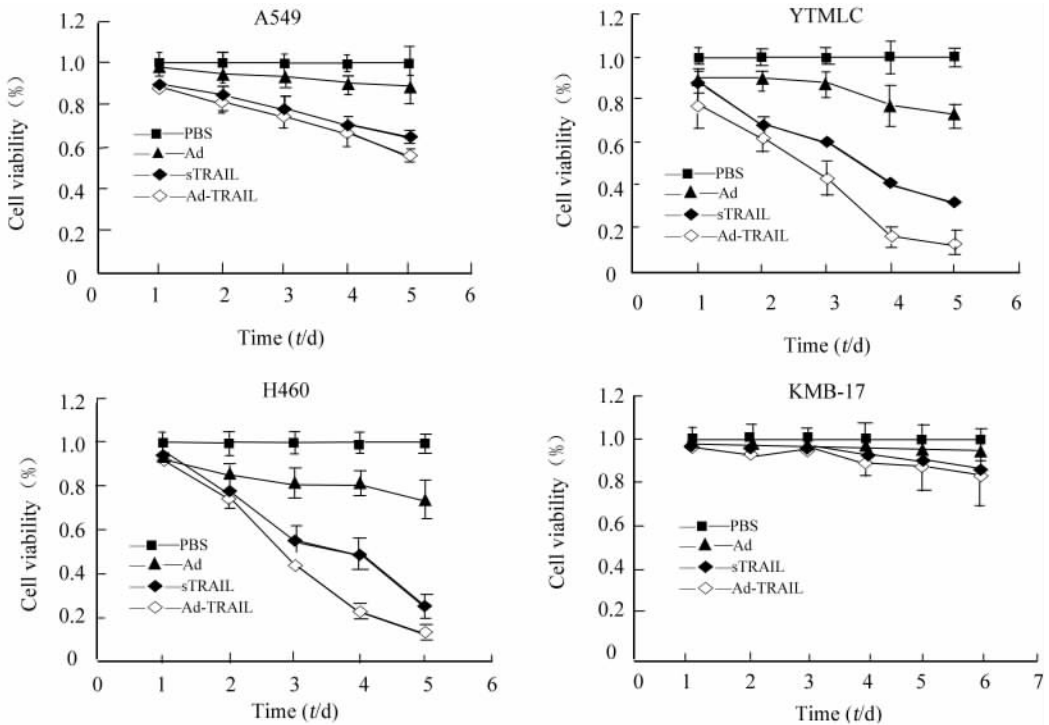 A549
1.2
1.0
0.8
0.6
0.4
0.2
0
Cell viability (%)
PBS
Ad
sTRAIL
Ad-TRAIL
0 1 2 3 4 5 6
Time (t/d)
YTMLC
1.2
1.0
0.8
0.6
0.4
0.2
0
Cell viability (%)
PBS
Ad
sTRAIL
Ad-TRAIL
0 1 2 3 4 5 6
Time (t/d)
H460
1.2
1.0
0.8
0.6
0.4
0.2
0
Cell viability (%)
PBS
Ad
sTRAIL
Ad-TRAIL
0 1 2 3 4 5 6
Time (t/d)
KMB-17
1.2
1.0
0.8
0.6
0.4
0.2
0
Cell viability (%)
PBS
Ad
sTRAIL
Ad-TRAIL
0 1 2 3 4 5 6 7
Time (t/d)